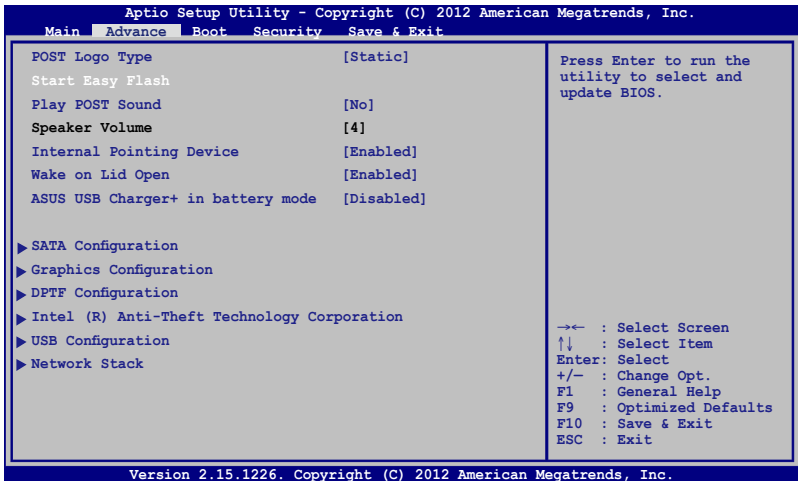 Aptio Setup Utility - Copyright (C) 2012 American Megatrends, Inc.
Main Advance Boot Security Save & Exit
POST Logo Type [Static]
Start Easy Flash
Play POST Sound [No]
Speaker Volume [4]
Internal Pointing Device [Enabled]
Wake on Lid Open [Enabled]
ASUS USB Charger+ in battery mode [Disabled]
SATA Configuration
Graphics Configuration
DPTF Configuration
Intel (R) Anti-Theft Technology Corporation
USB Configuration
Network Stack
Press Enter to run the
utility to select and
update BIOS.
→← : Select Screen
↑↓ : Select Item
Enter: Select
+/— : Change Opt.
F1 : General Help
F9 : Optimized Defaults
F10 : Save & Exit
ESC : Exit
Version 2.15.1226. Copyright (C) 2012 American Megatrends, Inc.